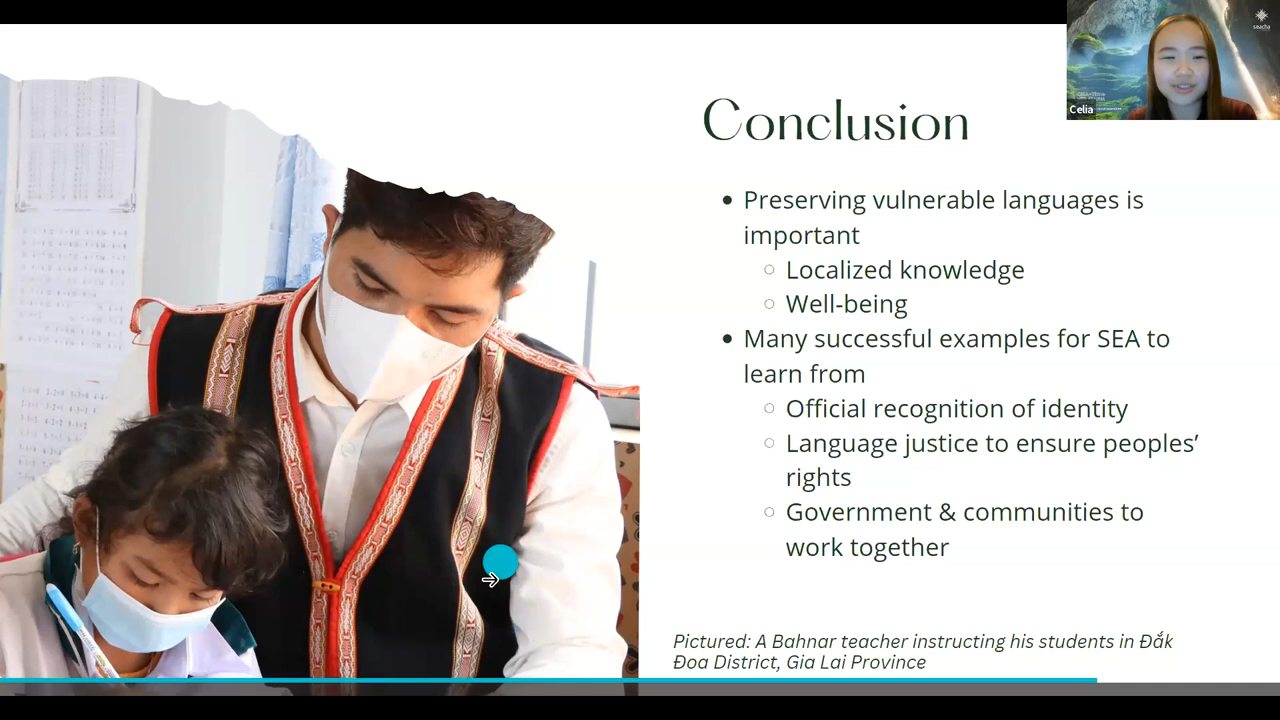 Conclusion
Preserving vulnerable languages is
important
Localized knowledge
Well-being
Many successful examples for SEA to
learn from
Official recognition of identity
Language justice to ensure peoples’
rights
Government & communities to
work together
Pictured: A Bahnar teacher instructing his students in Đắk
Đoa District, Gia Lai Province
Celia
seacha